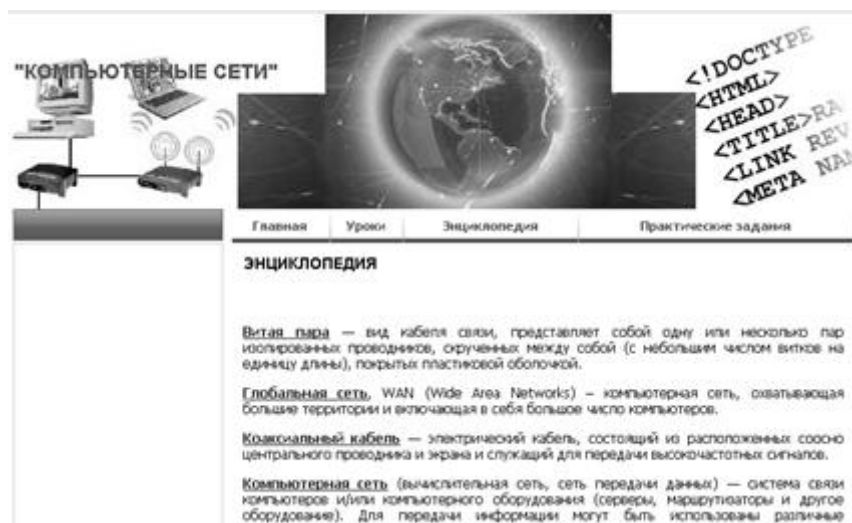 "КОМПЬЮТЕРНЫЕ СЕТИ"
<!DOCTYPE
<HTML>
<HEAD>
<TITLE>RA
<LINK REV
<META NAM
Главная Уроки Энциклопедия Практические задания
ЭНЦИКЛОПЕДИЯ
Витая пара — вид кабеля связи, представляет собой одну или несколько пар
изолированных проводников, скрученных между собой (с небольшим числом витков на
единицу длины), покрытых пластиковой оболочкой.
Глобальная сеть, WAN (Wide Area Networks) – компьютерная сеть, охватывающая
большие территории и включающая в себя большое число компьютеров.
Коаксиальный кабель — электрический кабель, состоящий из расположенных соосно
центрального проводника и экрана и служащий для передачи высокочастотных сигналов.
Компьютерная сеть (вычислительная сеть, сеть передачи данных) — система связи
компьютеров и/или компьютерного оборудования (серверы, маршрутизаторы и другое
оборудование). Для передачи информации могут быть использованы различные